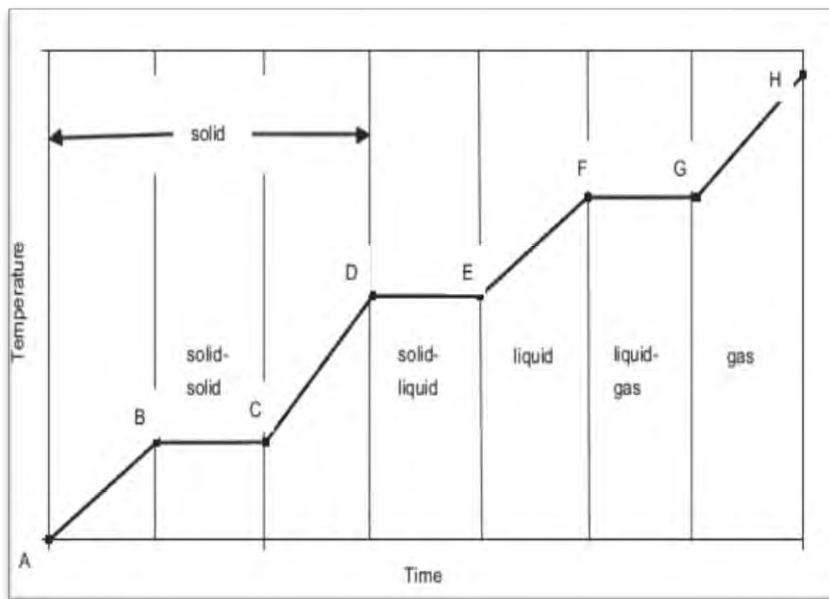 H
solid
F
G
D
E
Temperature
solid-
solid
solid-
liquid
liquid
liquid-
gas
gas
B
C
A
Time